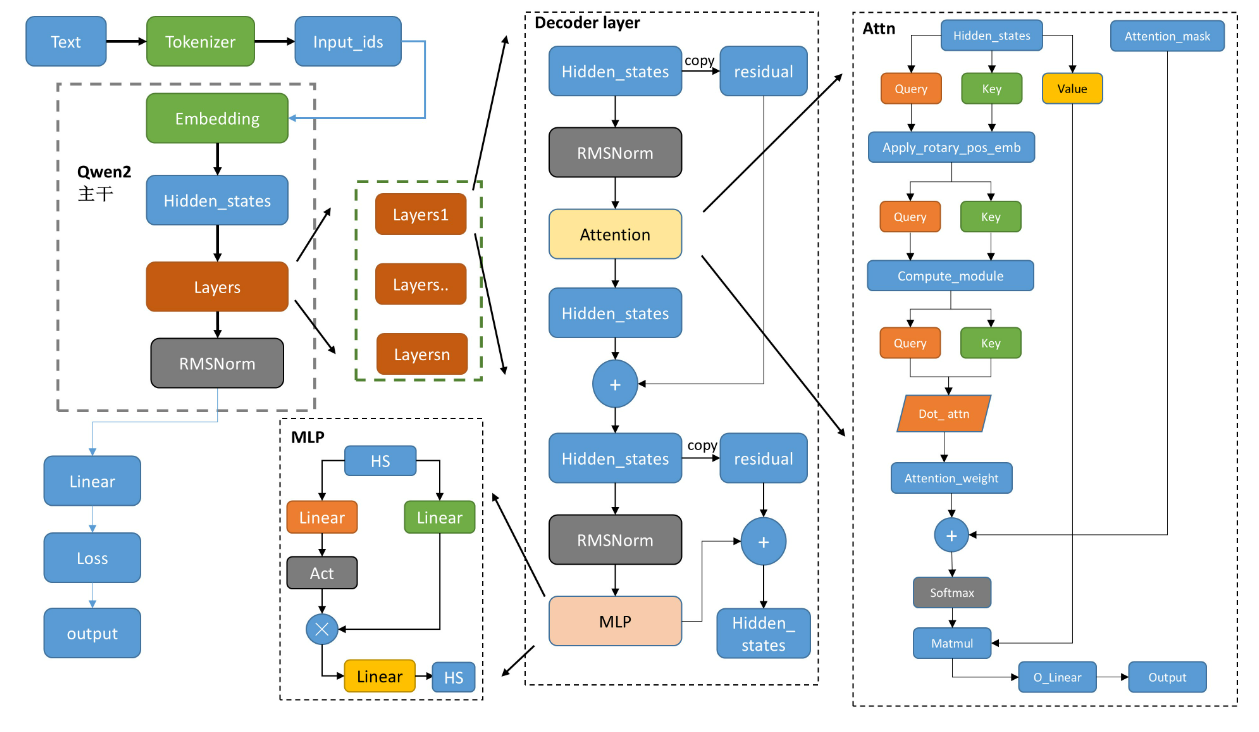 Text
Tokenizer
Input_ids
Qwen2
主干
Embedding
Hidden_states
Layers
RMSNorm
Linear
Loss
output
Layers1
Layers..
Layersn
MLP
HS
Linear
Linear
Act
×
Linear
HS
Decoder layer
Hidden_states
copy
residual
RMSNorm
Attention
Hidden_states
+
Hidden_states
copy
residual
RMSNorm
+
MLP
Hidden_
states
Attn
Hidden_states
Attention_mask
Query
Key
Value
Apply_rotary_pos_emb
Query
Key
Compute_module
Query
Key
Dot_ attn
Attention_weight
+
Softmax
Matmul
O_Linear
Output